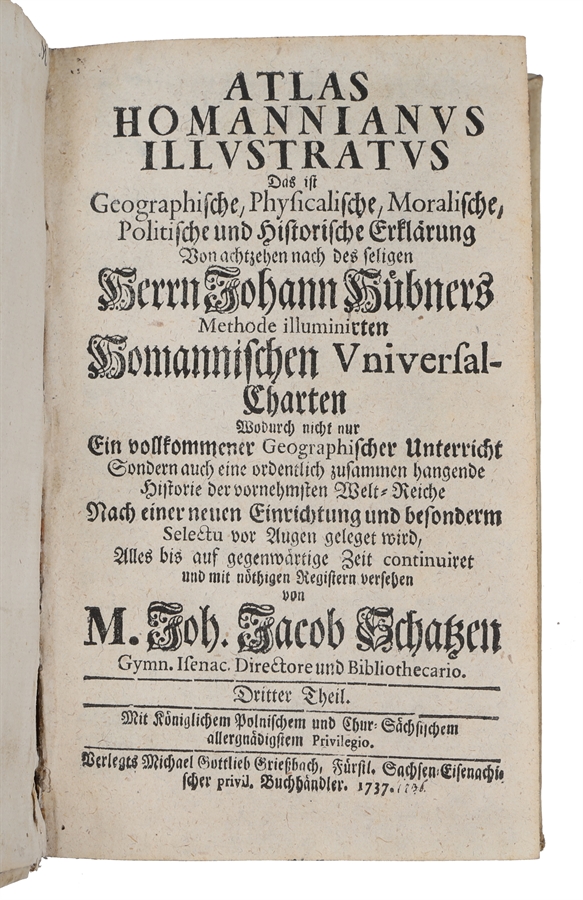 ATLAS
HOMANNIANVS
ILLVSTRATVS
Das ist
Geographische, Physicalische, Moralische,
Politische und Historische Erklärung
Von achtzehen nach des seligen
Herrn Johann Hübners
Methode illuminirten
Homannischen Vniversal-
Charten
Wodurch nicht nur
Ein vollkommener Geographischer Unterricht
Sondern auch eine ordentlich zusammen hangende
Historie der vornehmsten Welt-Reiche
Nach einer neuen Einrichtung und besonderm
Selectu vor Augen geleget wird,
Alles bis auf gegenwärtige Zeit continuiret
und mit nöthigen Registern versehen
von
M. Joh. Jacob Schatzen
Gymn. Isenac. Directore und Bibliothecario.
Dritter Theil.
Mit Königlichem Polnischem und Chur-Sächsischem
allergnädigstem Privilegio.
Verlegts Michael Gottlieb Grießbach, Fürstl. Sachsen-Eisenachi-
scher privil. Buchhändler. 1737.